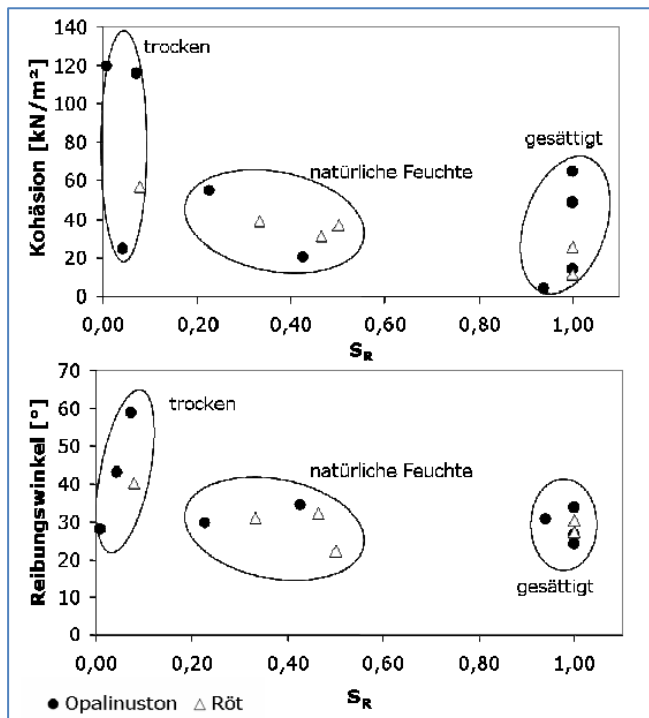 Kohäsion [kN/m²]
140
120
100
80
60
40
20
0
trocken
natürliche Feuchte
gesättigt
0,00 0,20 0,40 0,60 0,80 1,00
S_R
Reibungswinkel [°]
70
60
50
40
30
20
10
0
trocken
natürliche Feuchte
gesättigt
0,00 0,20 0,40 0,60 0,80 1,00
S_R
● Opalinuston △ Röt